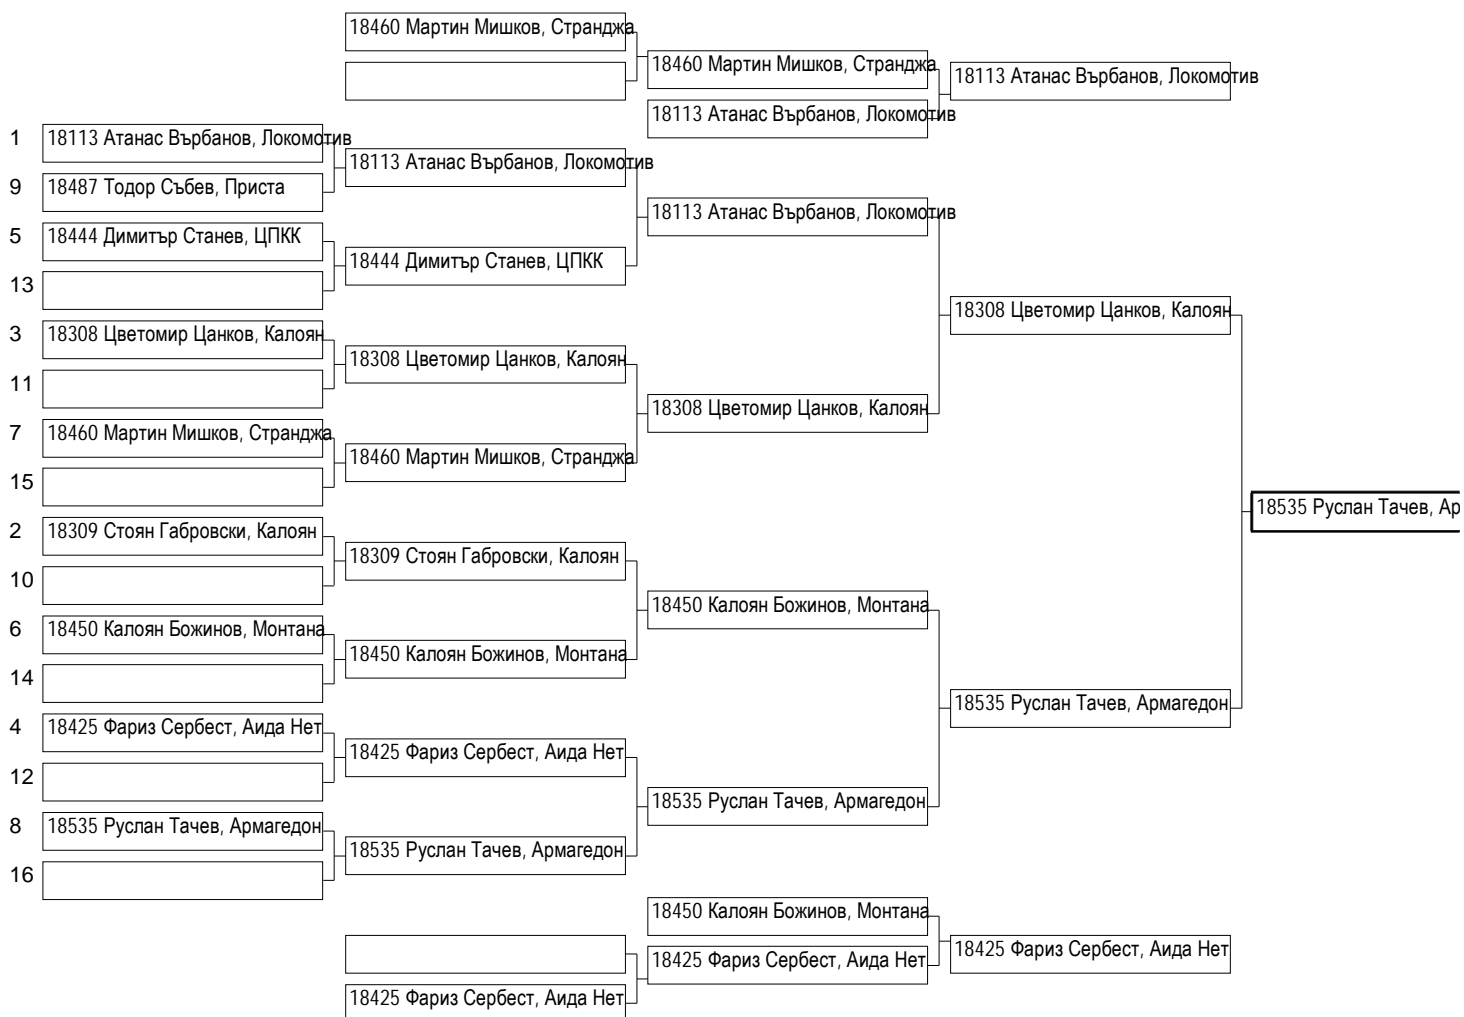 18460 Мартин Мишков, Странджа
18460 Мартин Мишков, Странджа
18113 Атанас Върбанов, Локомотив
18113 Атанас Върбанов, Локомотив
1 18113 Атанас Върбанов, Локомотив
18113 Атанас Върбанов, Локомотив
9 18487 Тодор Събев, Приста
18113 Атанас Върбанов, Локомотив
5 18444 Димитър Станев, ЦПКК
18444 Димитър Станев, ЦПКК
13
18308 Цветомир Цанков, Калоян
3 18308 Цветомир Цанков, Калоян
18308 Цветомир Цанков, Калоян
11
18308 Цветомир Цанков, Калоян
7 18460 Мартин Мишков, Странджа
18460 Мартин Мишков, Странджа
15
18535 Руслан Тачев, Ар
2 18309 Стоян Габровски, Калоян
18309 Стоян Габровски, Калоян
10
18450 Калоян Божинов, Монтана
6 18450 Калоян Божинов, Монтана
18450 Калоян Божинов, Монтана
14
18535 Руслан Тачев, Армагедон
4 18425 Фариз Сербест, Аида Нет
18425 Фариз Сербест, Аида Нет
12
18535 Руслан Тачев, Армагедон
8 18535 Руслан Тачев, Армагедон
18535 Руслан Тачев, Армагедон
16
18450 Калоян Божинов, Монтана
18425 Фариз Сербест, Аида Нет
18425 Фариз Сербест, Аида Нет
18425 Фариз Сербест, Аида Нет